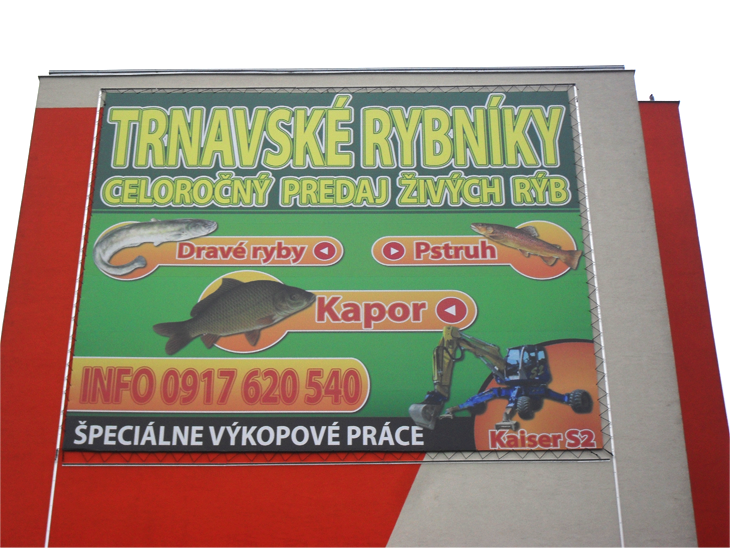 TRNAVSKÉ RYBNÍKY
CELOROČNÝ PREDAJ ŽIVÝCH RÝB
Dravé ryby
Pstruh
Kapor
INFO 0917 620 540
ŠPECIÁLNE VÝKOPOVÉ PRÁCE
Kaiser S2